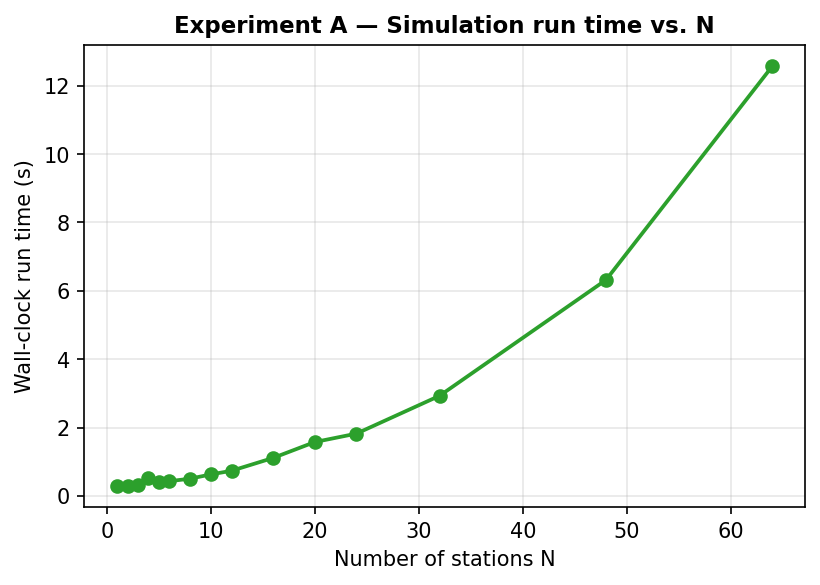 Experiment A — Simulation run time vs. N
Wall-clock run time (s)
12
10
8
6
4
2
0
0 10 20 30 40 50 60
Number of stations N